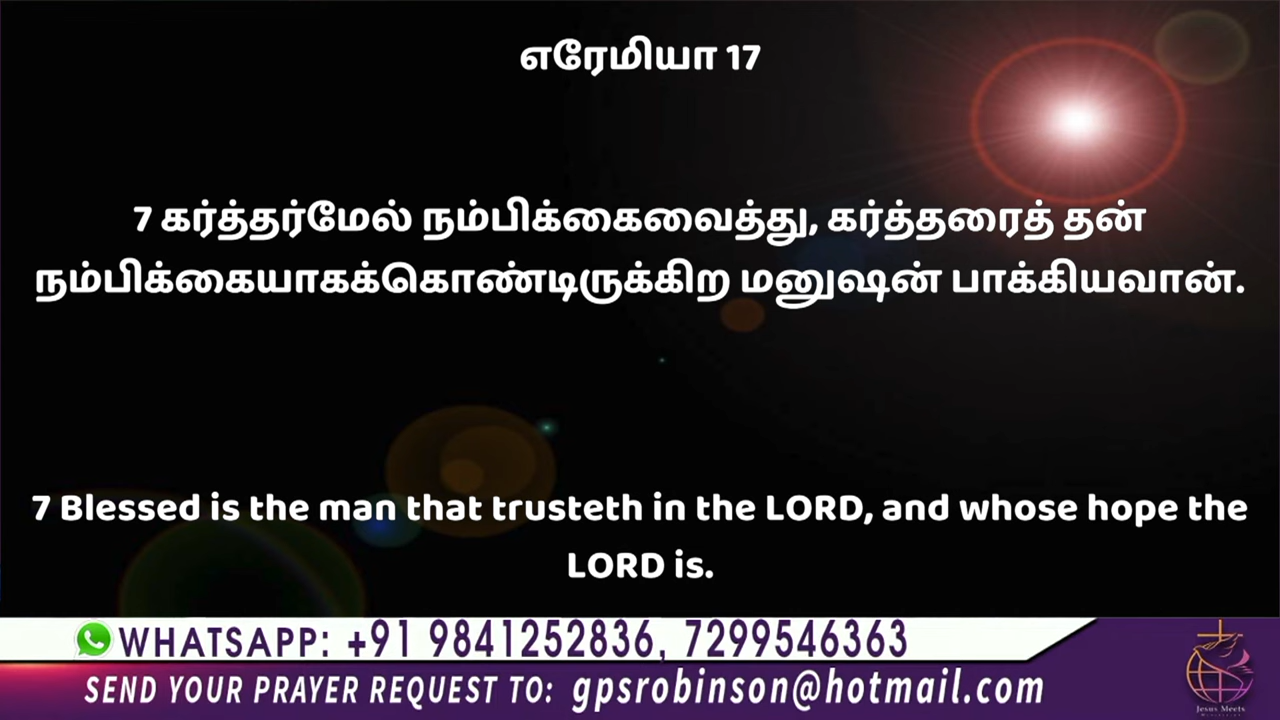 எரேமியா 17
7 கர்த்தர்மேல் நம்பிக்கைவைத்து, கர்த்தரைத் தன்
நம்பிக்கையாகக்கொண்டிருக்கிற மனுஷன் பாக்கியவான்.
7 Blessed is the man that trusteth in the LORD, and whose hope the
LORD is.
WHATSAPP: +91 9841252836, 7299546363
SEND YOUR PRAYER REQUEST TO: gpsrobinson@hotmail.com
Jesus Meets